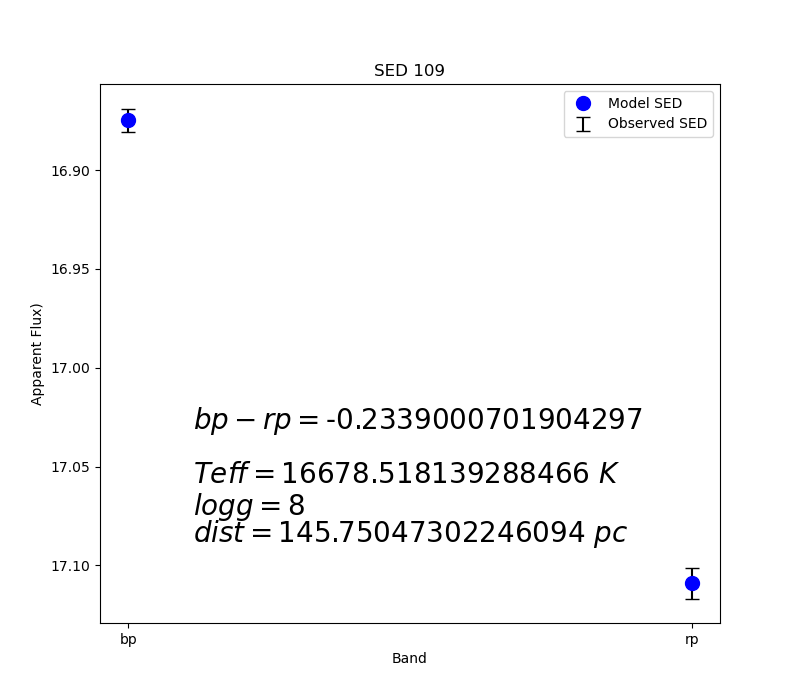 SED 109
Model SED
Observed SED
16.90
16.95
17.00
17.05
17.10
Apparent Flux)
bp − rp = -0.2339000701904297
Teff = 16678.518139288466 K
logg = 8
dist = 145.75047302246094 pc
bp
rp
Band